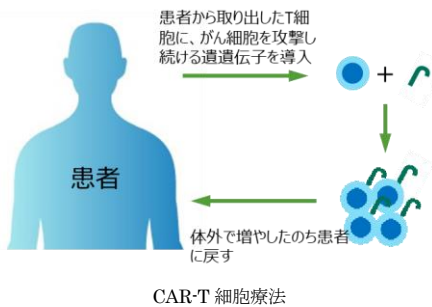 患者から取り出したT細
胞に、がん細胞を攻撃し
続ける遺遺伝子を導入
+
患者
体外で増やしたのち患者
に戻す
CAR-T 細胞療法